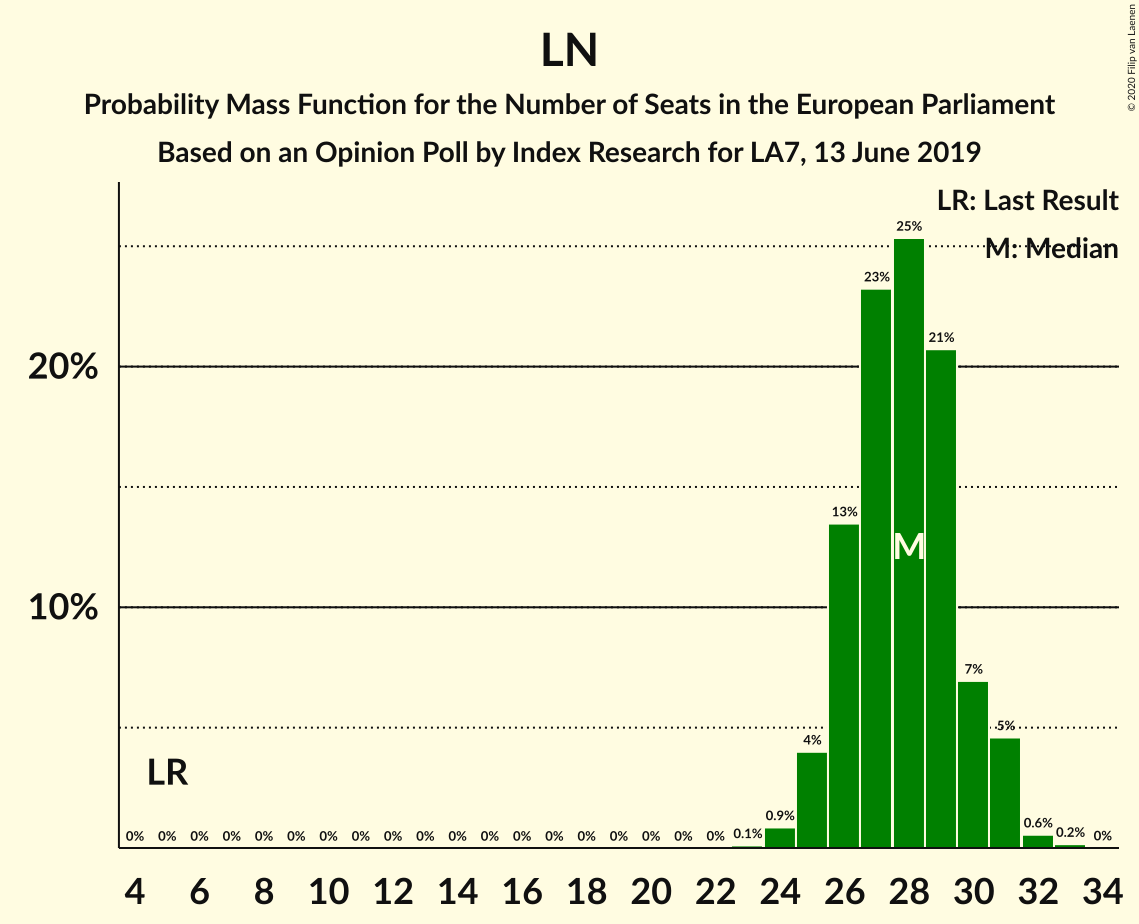 LN
Probability Mass Function for the Number of Seats in the European Parliament
Based on an Opinion Poll by Index Research for LA7, 13 June 2019
© 2020 Filip van Laenen
LR: Last Result
M: Median
20%
10%
25%
23%
21%
13%
M
7%
5%
4%
LR
0% 0% 0% 0% 0% 0% 0% 0% 0% 0% 0% 0% 0% 0% 0% 0% 0% 0% 0% 0.1% 0.9% 0.6% 0.2% 0%
4 6 8 10 12 14 16 18 20 22 24 26 28 30 32 34